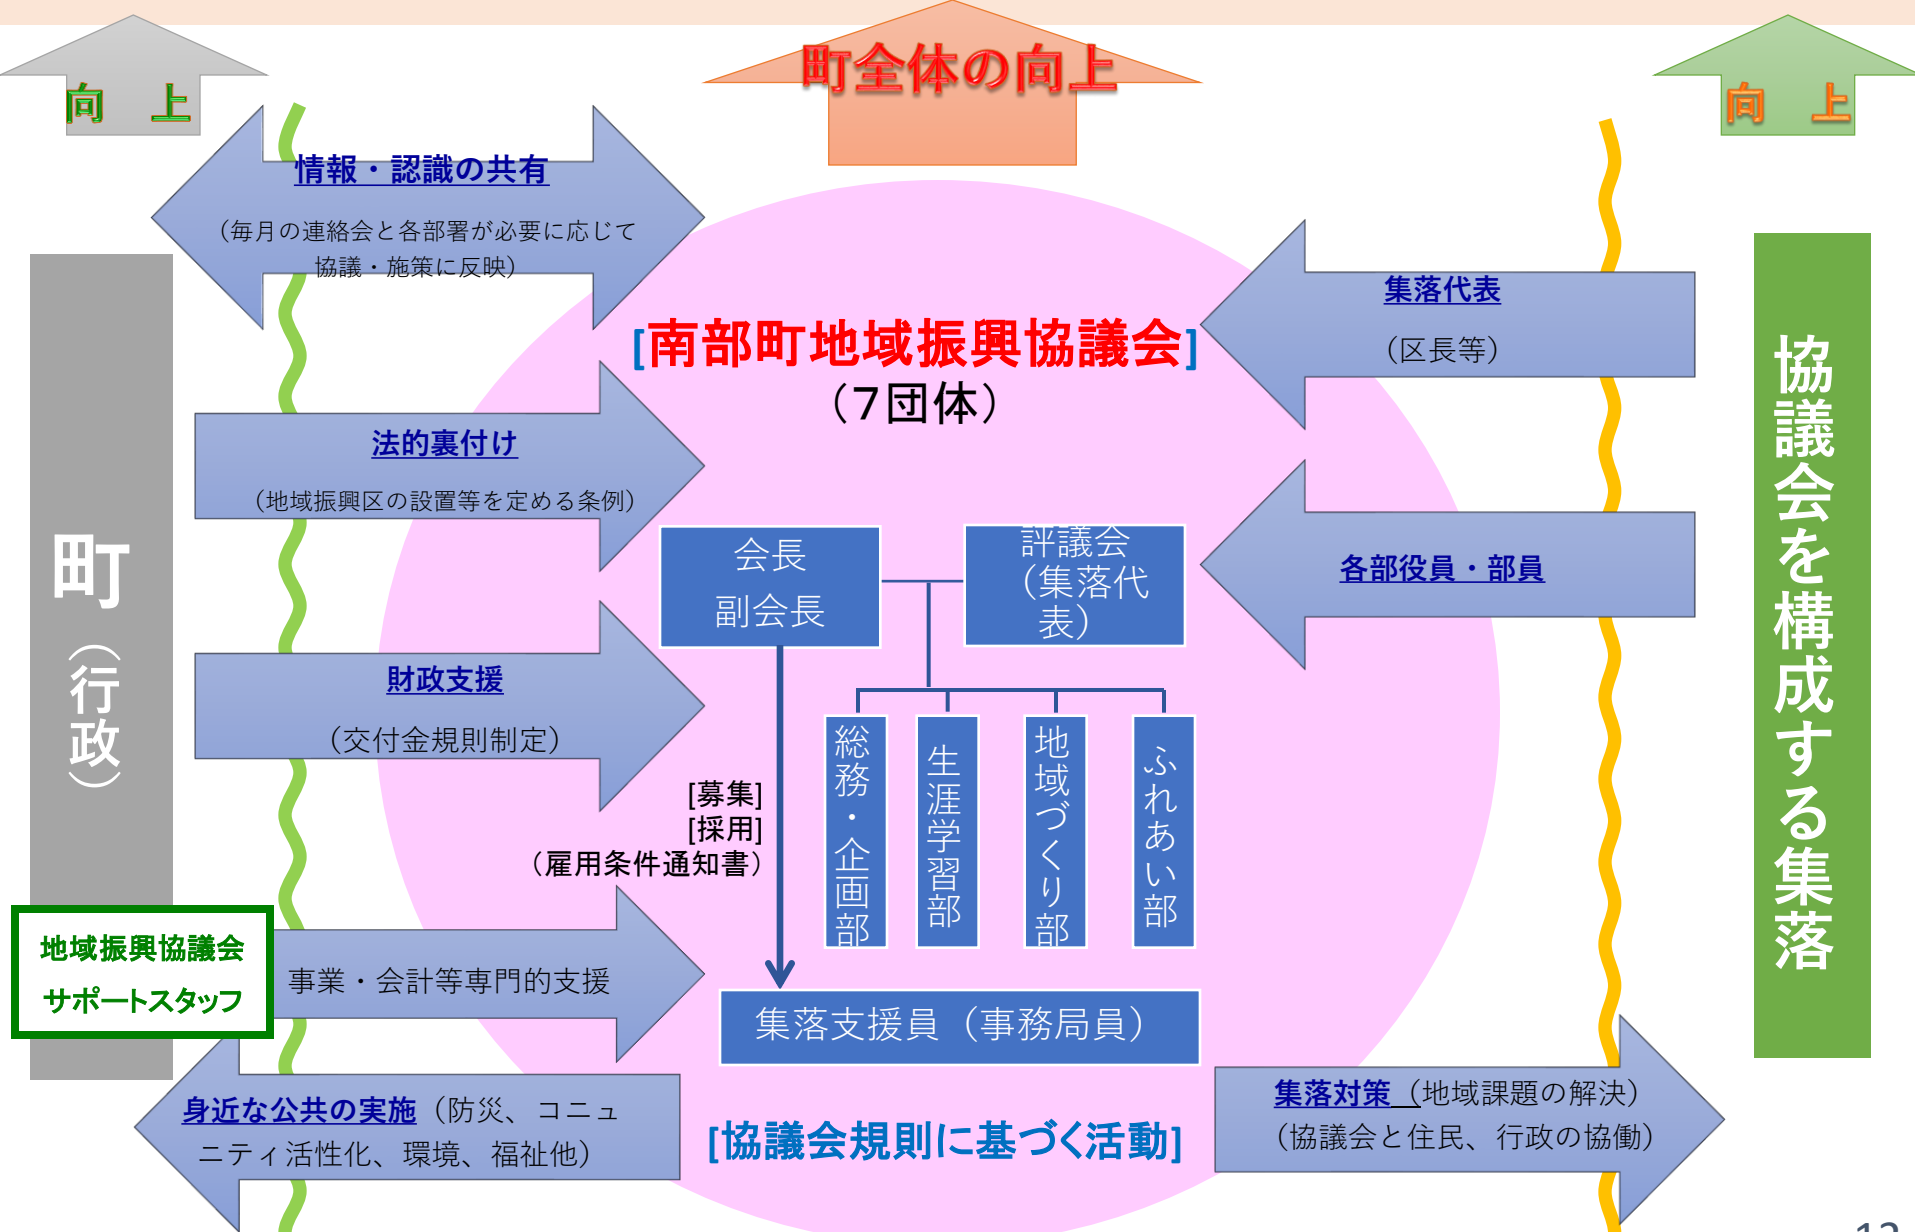 町全体の向上
向 上
向 上
情報・認識の共有
（毎月の連絡会と各部署が必要に応じて
協議・施策に反映）
集落代表
（区長等）
[南部町地域振興協議会]
（7団体）
法的裏付け
（地域振興区の設置等を定める条例）
会長
副会長
評議会
（集落代
表）
各部役員・部員
町（行政）
協議会を構成する集落
財政支援
（交付金規則制定）
[募集]
[採用]
（雇用条件通知書）
総務・企画部
生涯学習部
地域づくり部
ふれあい部
地域振興協議会
サポートスタッフ
事業・会計等専門的支援
集落支援員（事務局員）
身近な公共の実施（防災、コニュ
ニティ活性化、環境、福祉他）
[協議会規則に基づく活動]
集落対策（地域課題の解決）
（協議会と住民、行政の協働）